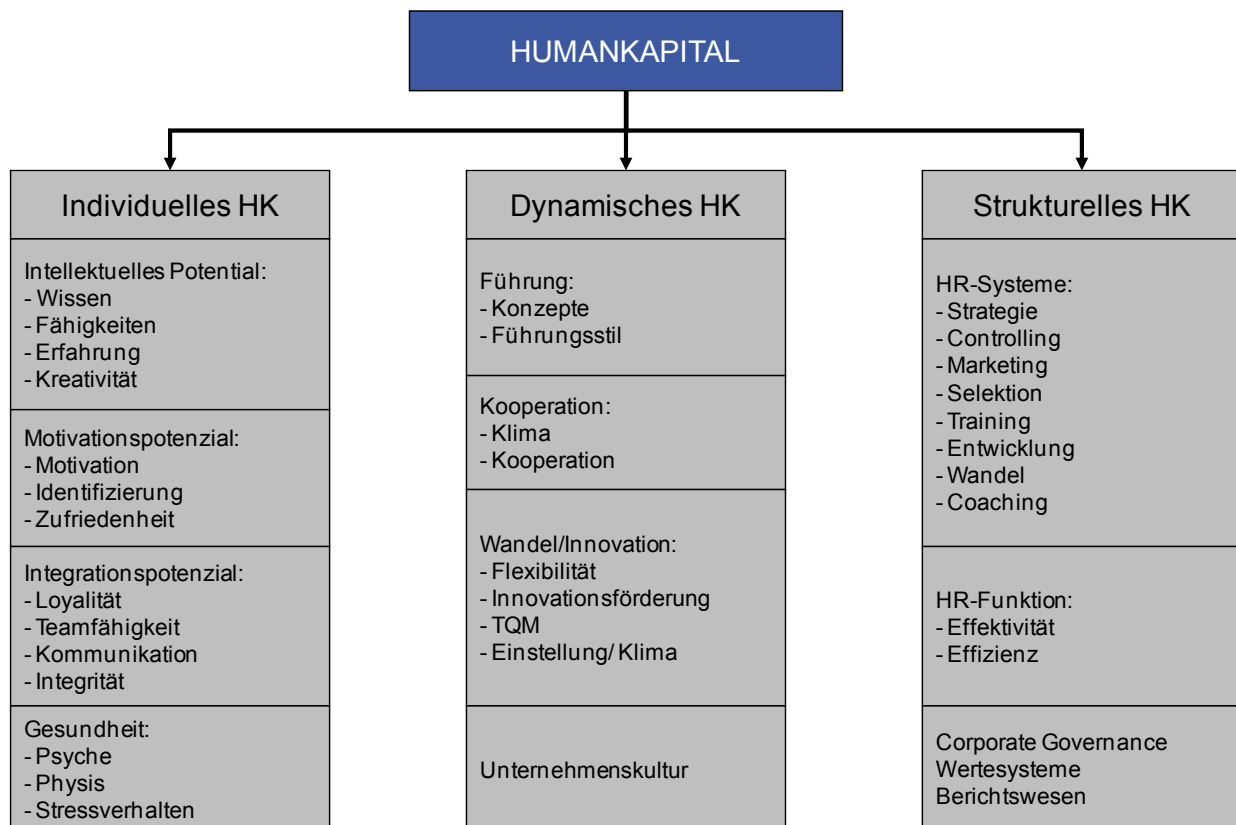 HUMANKAPITAL
Individuelles HK
Intellektuelles Potential:
- Wissen
- Fähigkeiten
- Erfahrung
- Kreativität
Motivationspotenzial:
- Motivation
- Identifizierung
- Zufriedenheit
Integrationspotenzial:
- Loyalität
- Teamfähigkeit
- Kommunikation
- Integrität
Gesundheit:
- Psyche
- Physis
- Stressverhalten
Dynamisches HK
Führung:
- Konzepte
- Führungsstil
Kooperation:
- Klima
- Kooperation
Wandel/Innovation:
- Flexibilität
- Innovationsförderung
- TQM
- Einstellung/ Klima
Unternehmenskultur
Strukturelles HK
HR-Systeme:
- Strategie
- Controlling
- Marketing
- Selektion
- Training
- Entwicklung
- Wandel
- Coaching
HR-Funktion:
- Effektivität
- Effizienz
Corporate Governance
Wertesysteme
Berichtswesen